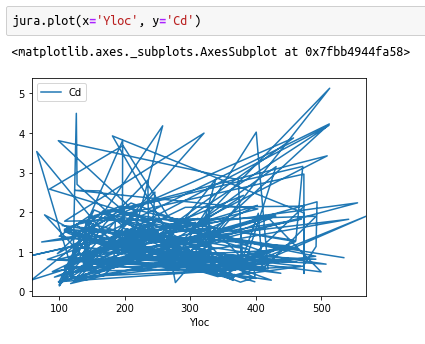 jura.plot(x='Yloc', y='Cd')
<matplotlib.axes._subplots.AxesSubplot at 0x7fbb4944fa58>
Cd
5
4
3
2
1
0
100 200 300 400 500
Yloc